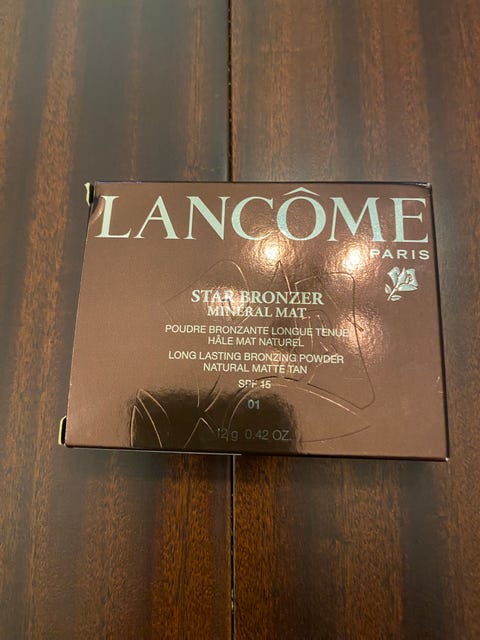 LANCÔME
PARIS
STAR BRONZER
MINERAL MAT
POUDRE BRONZANTE LONGUE TENUE
HÂLE MAT NATUREL
LONG LASTING BRONZING POWDER
NATURAL MATTE TAN
SPF 15
01
12 g 0.42 OZ.